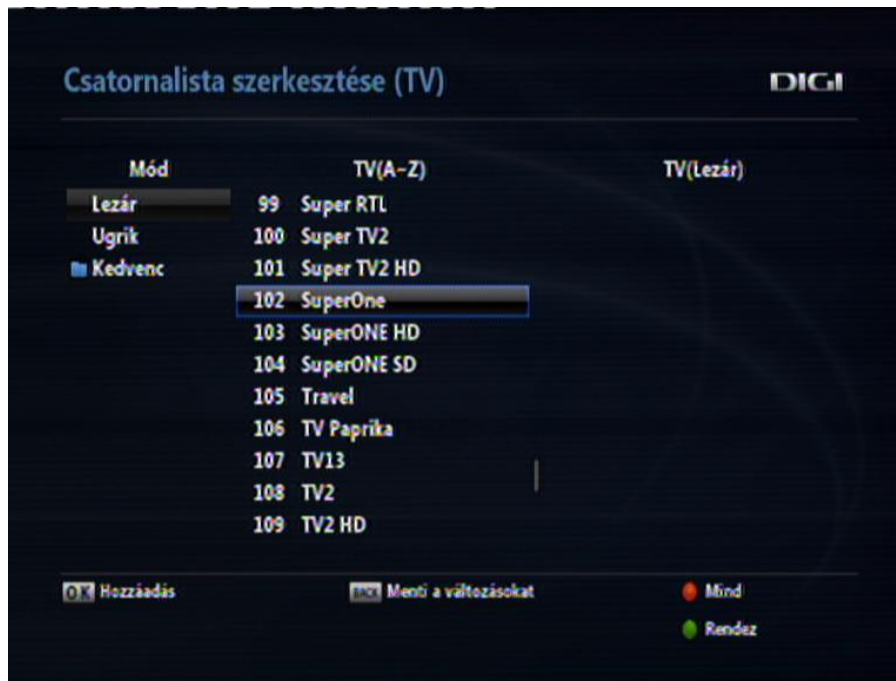 Csatornalista szerkesztése (TV)
DIGI
Mód
TV(A-Z)
TV(Lezár)
Lezár
Ugrik
Kedvenc
99 Super RTL
100 Super TV2
101 Super TV2 HD
102 SuperOne
103 SuperONE HD
104 SuperONE SD
105 Travel
106 TV Paprika
107 TV13
108 TV2
109 TV2 HD
OK Hozzáadás
BACK Menti a változásokat
Mind
Rendez